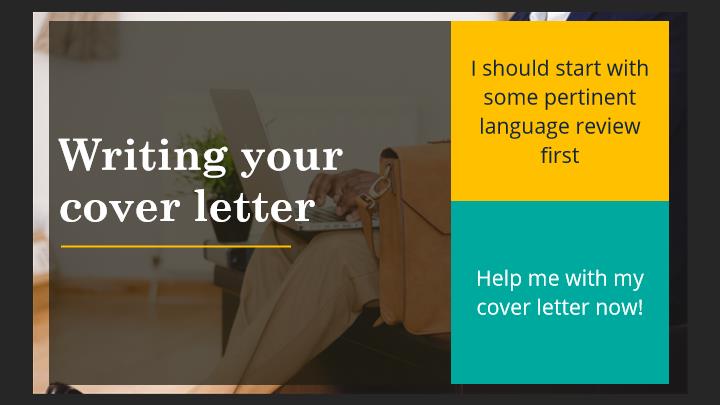 Writing your
cover letter
I should start with
some pertinent
language review
first
Help me with my
cover letter now!